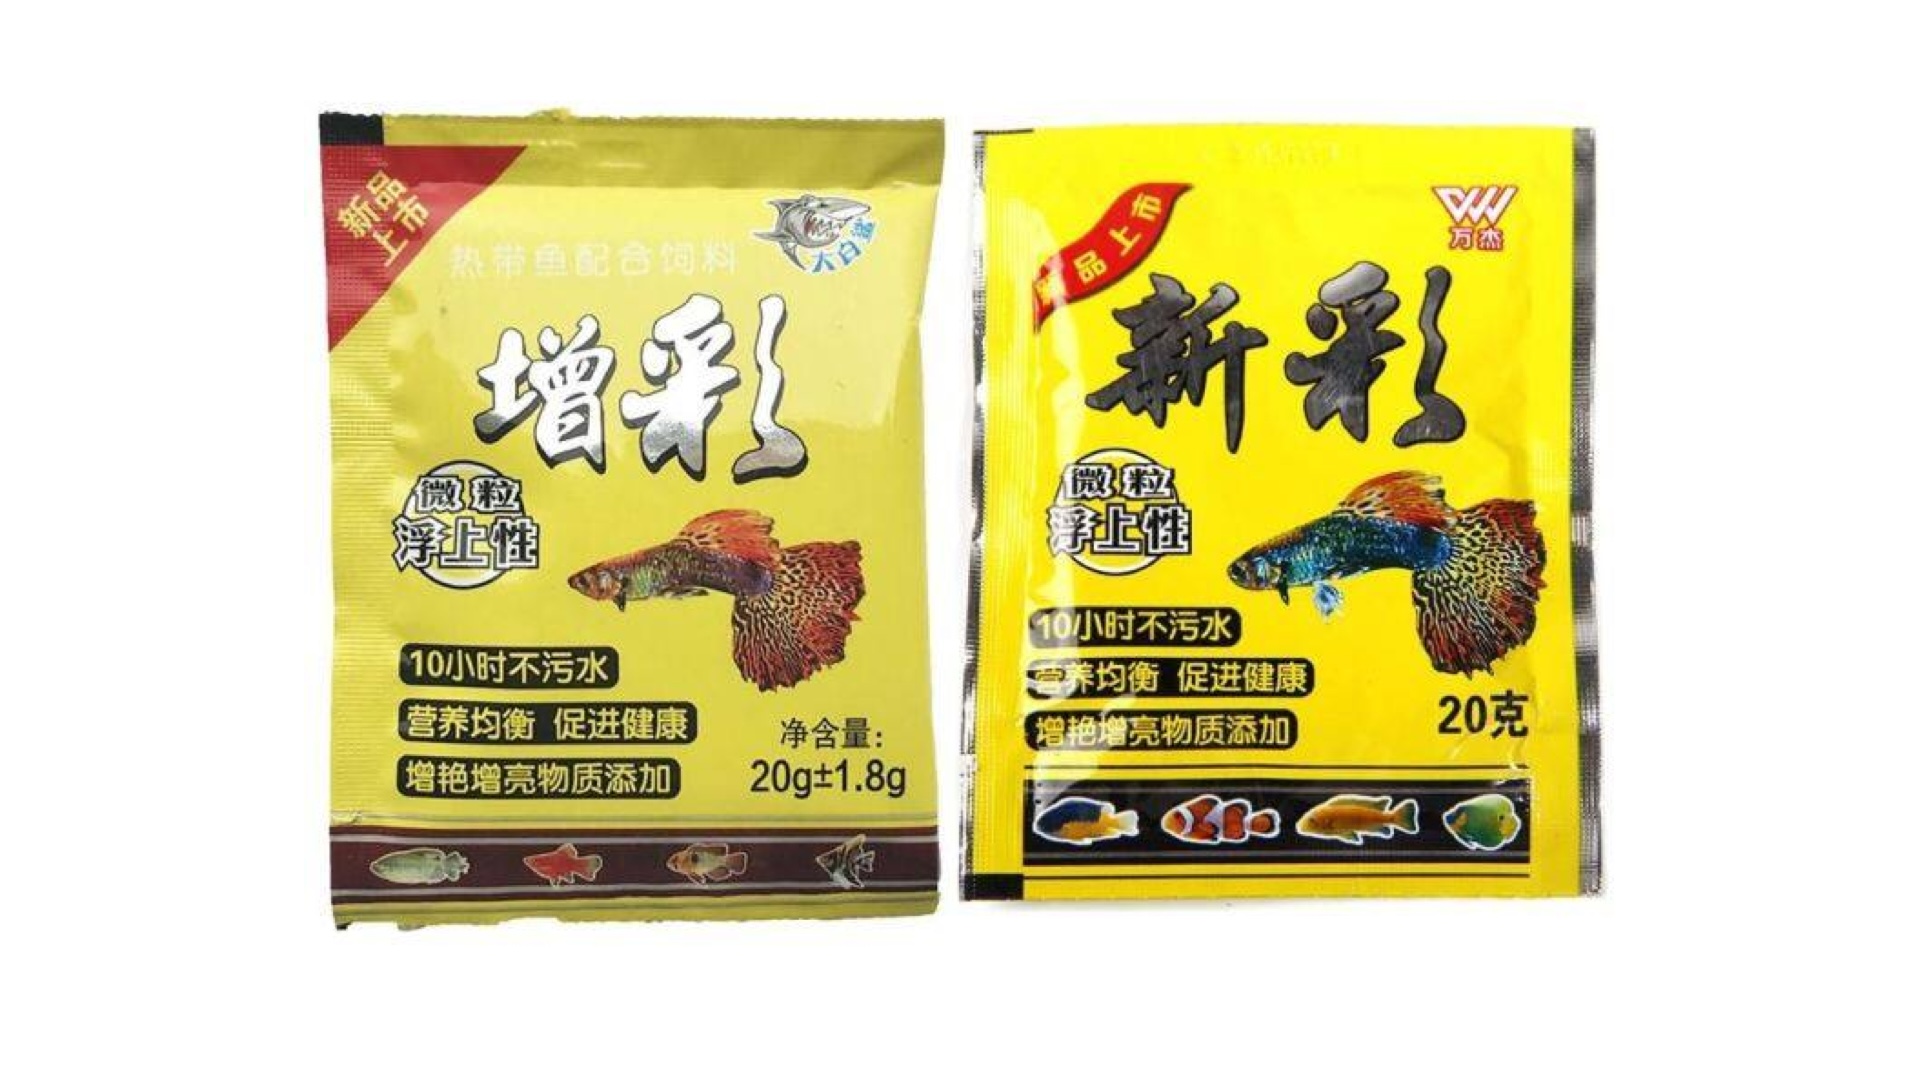 新品
上市
热带鱼配合饲料
大白鲨
增彩
微粒
浮上性
10小时不污水
营养均衡 促进健康
增艳增亮物质添加
净含量:
20g±1.8g
新品上市
万杰
新彩
微粒
浮上性
10小时不污水
营养均衡 促进健康
增艳增亮物质添加
20克